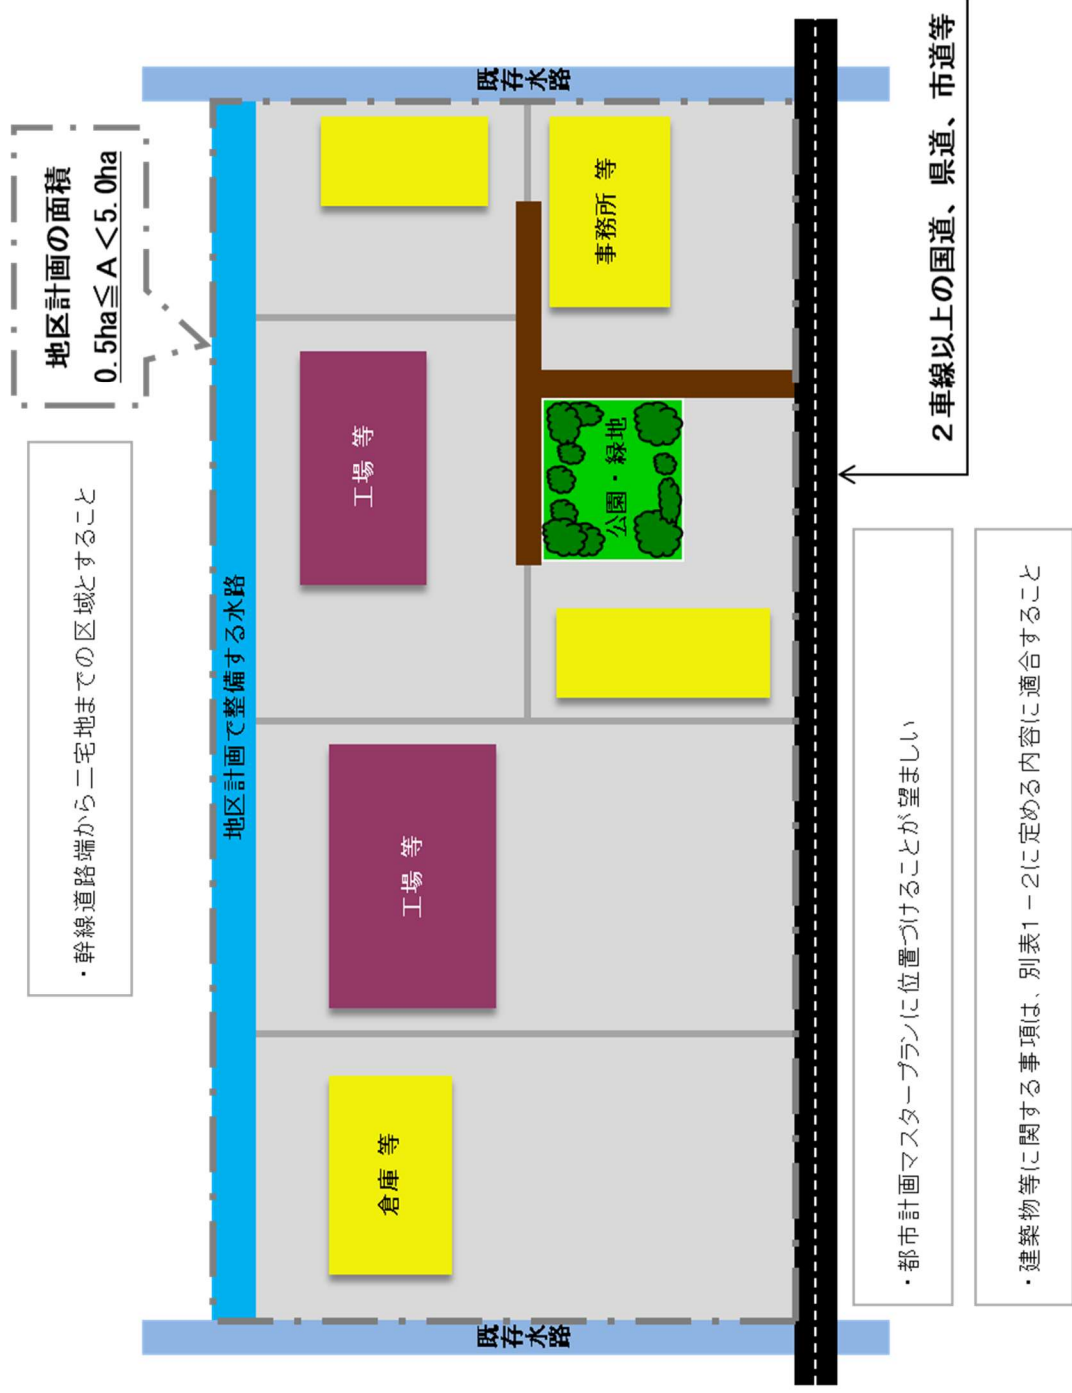 ・幹線道路端から二宅地までの区域とすること
地区計画の面積
0.5ha≦A<5.0ha
地区計画で整備する水路
既存水路
既存水路
倉庫 等
工場 等
工場 等
公園・緑地
事務所 等
2車線以上の国道、県道、市道等
・都市計画マスタープランに位置づけることが望ましい
・建築物等に関する事項は、別表1-2に定める内容に適合すること